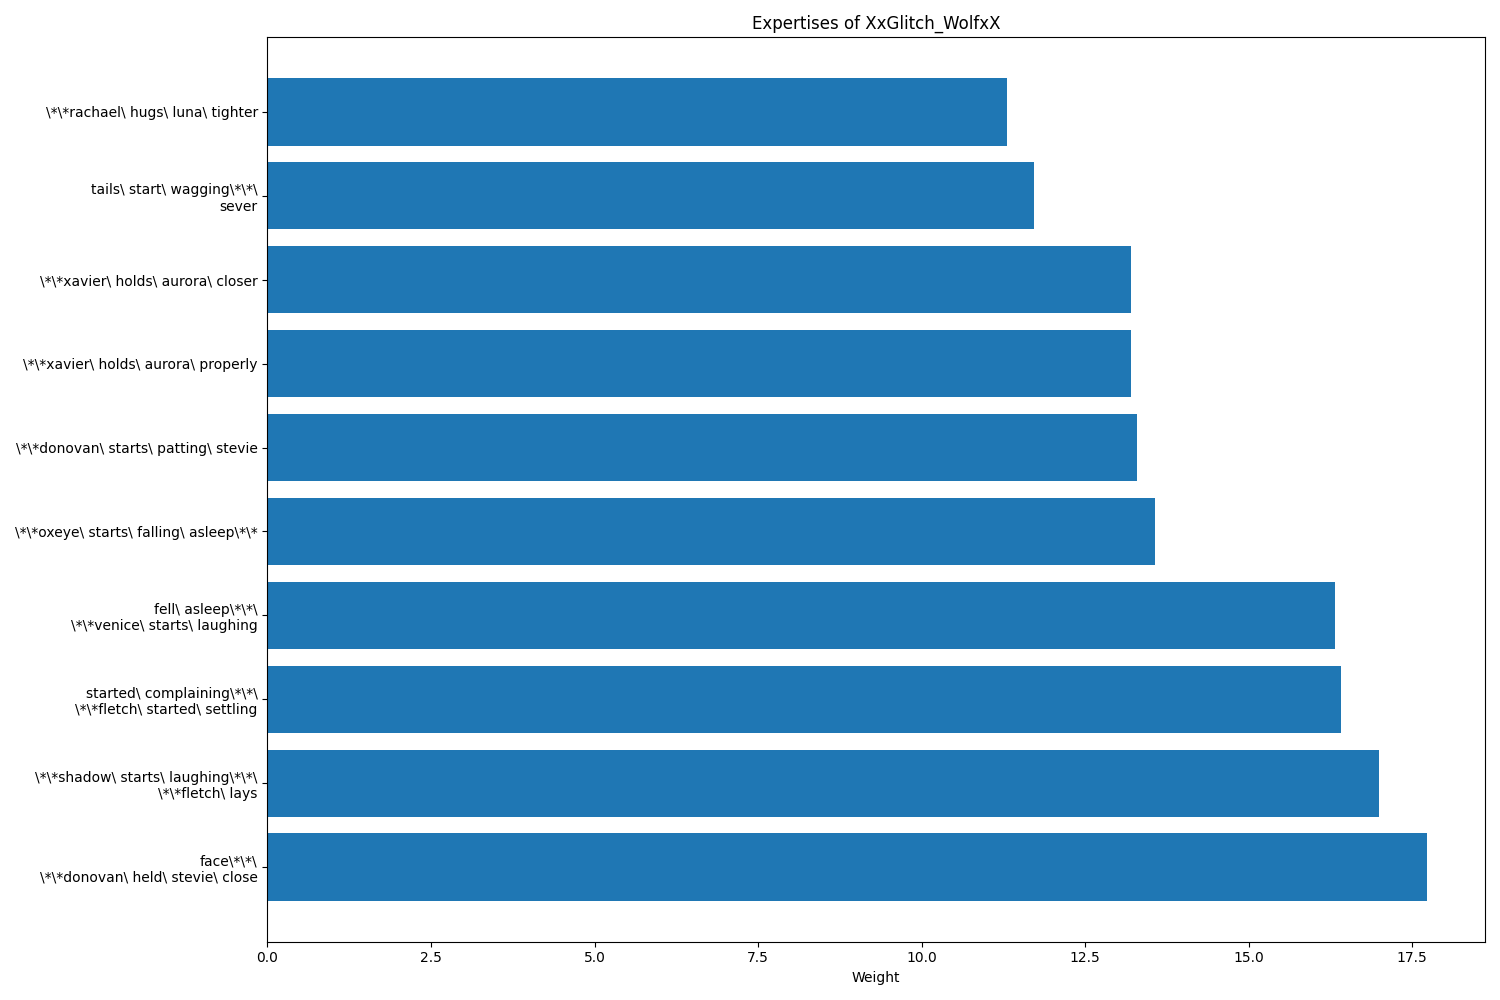 Expertises of XxGlitch_WolfxX
\*\*rachael\ hugs\ luna\ tighter
tails\ start\ wagging\*\*\
sever
\*\*xavier\ holds\ aurora\ closer
\*\*xavier\ holds\ aurora\ properly
\*\*donovan\ starts\ patting\ stevie
\*\*oxeye\ starts\ falling\ asleep\*\*
fell\ asleep\*\*\
\*\*venice\ starts\ laughing
started\ complaining\*\*\
\*\*fletch\ started\ settling
\*\*shadow\ starts\ laughing\*\*\
\*\*fletch\ lays
face\*\*\
\*\*donovan\ held\ stevie\ close
0.0 2.5 5.0 7.5 10.0 12.5 15.0 17.5
Weight